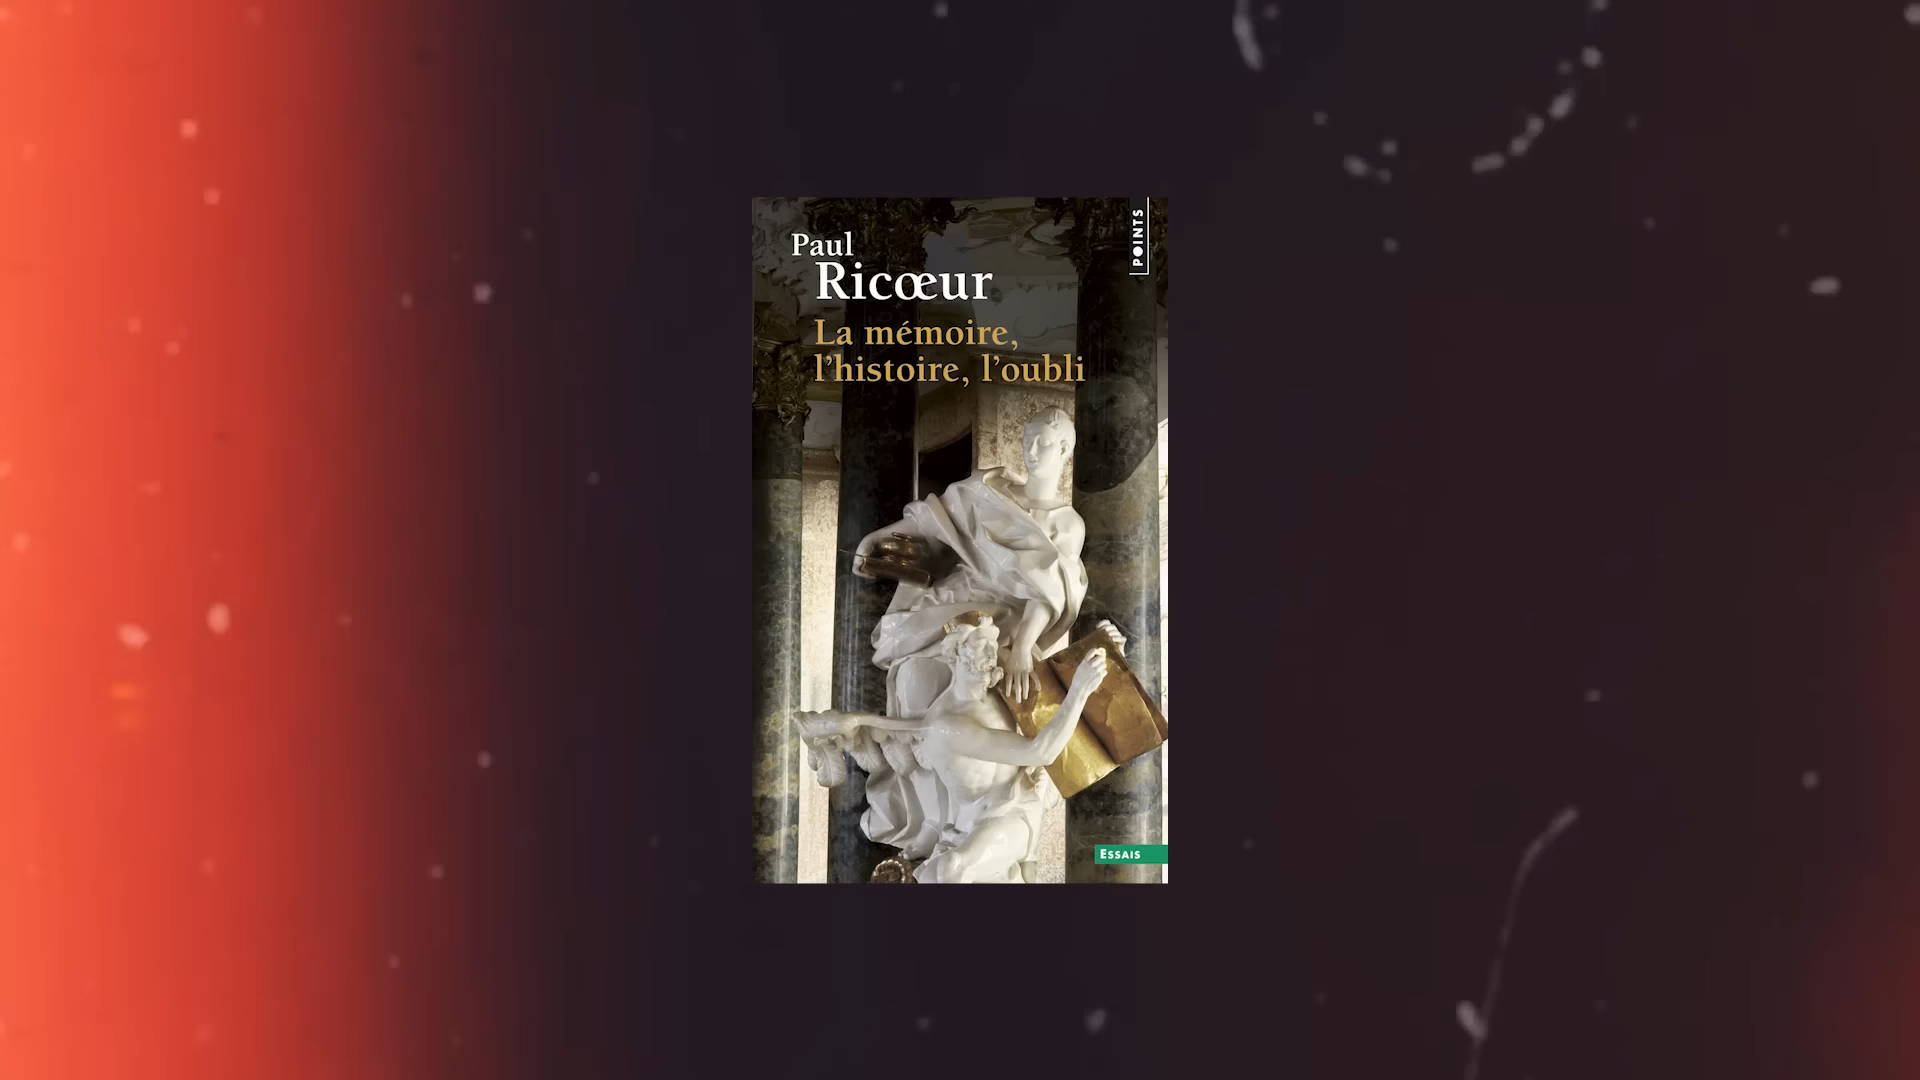 Paul
Ricœur
La mémoire,
l'histoire, l'oubli
POINTS
ESSAIS